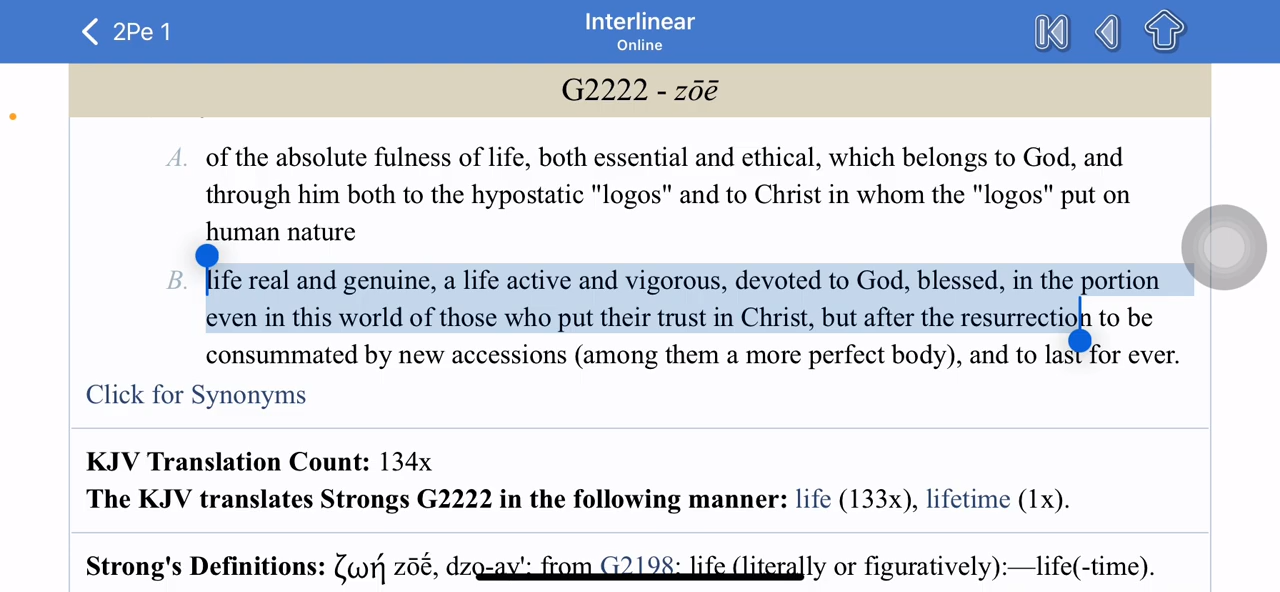 2Pe 1
Interlinear
Online
G2222 - zōē
A. of the absolute fulness of life, both essential and ethical, which belongs to God, and
through him both to the hypostatic "logos" and to Christ in whom the "logos" put on
human nature
B. life real and genuine, a life active and vigorous, devoted to God, blessed, in the portion
even in this world of those who put their trust in Christ, but after the resurrection to be
consummated by new accessions (among them a more perfect body), and to last for ever.
Click for Synonyms
KJV Translation Count: 134x
The KJV translates Strongs G2222 in the following manner: life (133x), lifetime (1x).
Strong's Definitions: ζωή zōḗ, dzo-ay'; from G2198; life (literally or figuratively):—life(-time).